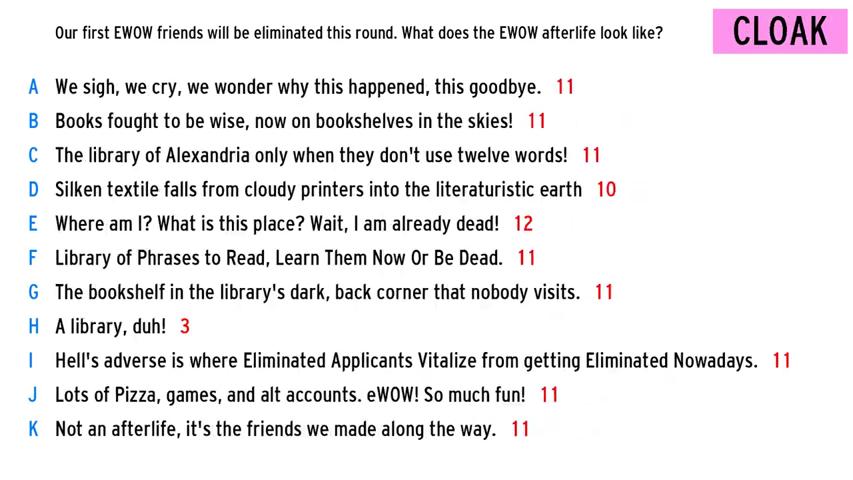 Our first EWOW friends will be eliminated this round. What does the EWOW afterlife look like?
CLOAK
A We sigh, we cry, we wonder why this happened, this goodbye. 11
B Books fought to be wise, now on bookshelves in the skies! 11
C The library of Alexandria only when they don't use twelve words! 11
D Silken textile falls from cloudy printers into the literaturistic earth 10
E Where am I? What is this place? Wait, I am already dead! 12
F Library of Phrases to Read, Learn Them Now Or Be Dead. 11
G The bookshelf in the library's dark, back corner that nobody visits. 11
H A library, duh! 3
I Hell's adverse is where Eliminated Applicants Vitalize from getting Eliminated Nowadays. 11
J Lots of Pizza, games, and alt accounts. eWOW! So much fun! 11
K Not an afterlife, it's the friends we made along the way. 11